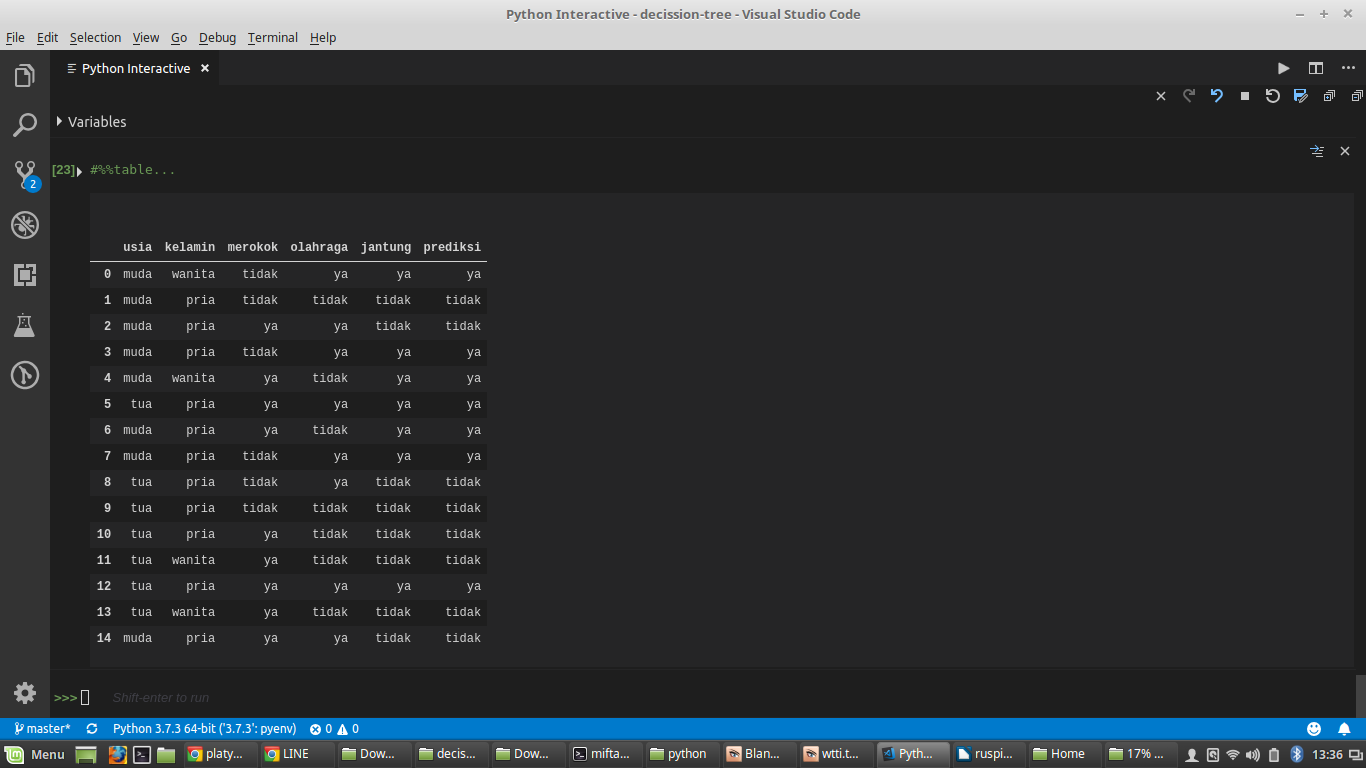 Python Interactive - decission-tree - Visual Studio Code
File Edit Selection View Go Debug Terminal Help
Python Interactive
Variables
[23] #%%table...
usia kelamin merokok olahraga jantung prediksi
0 muda wanita tidak ya ya ya
1 muda pria tidak tidak tidak tidak
2 muda pria ya ya tidak tidak
3 muda pria tidak ya ya ya
4 muda wanita ya tidak ya ya
5 tua pria ya ya ya ya
6 muda pria ya tidak ya ya
7 muda pria tidak ya ya ya
8 tua pria tidak ya tidak tidak
9 tua pria tidak tidak tidak tidak
10 tua pria ya tidak tidak tidak
11 tua wanita ya tidak tidak tidak
12 tua pria ya ya ya ya
13 tua wanita ya tidak tidak tidak
14 muda pria ya ya tidak tidak
2
>>> Shift-enter to run
master* Python 3.7.3 64-bit ('3.7.3': pyenv) 0 0
Menu platy... LINE Dow... decis... Dow... mifta... python Blan... wtti.t... Pyth... ruspi... Home 17% ... 13:36